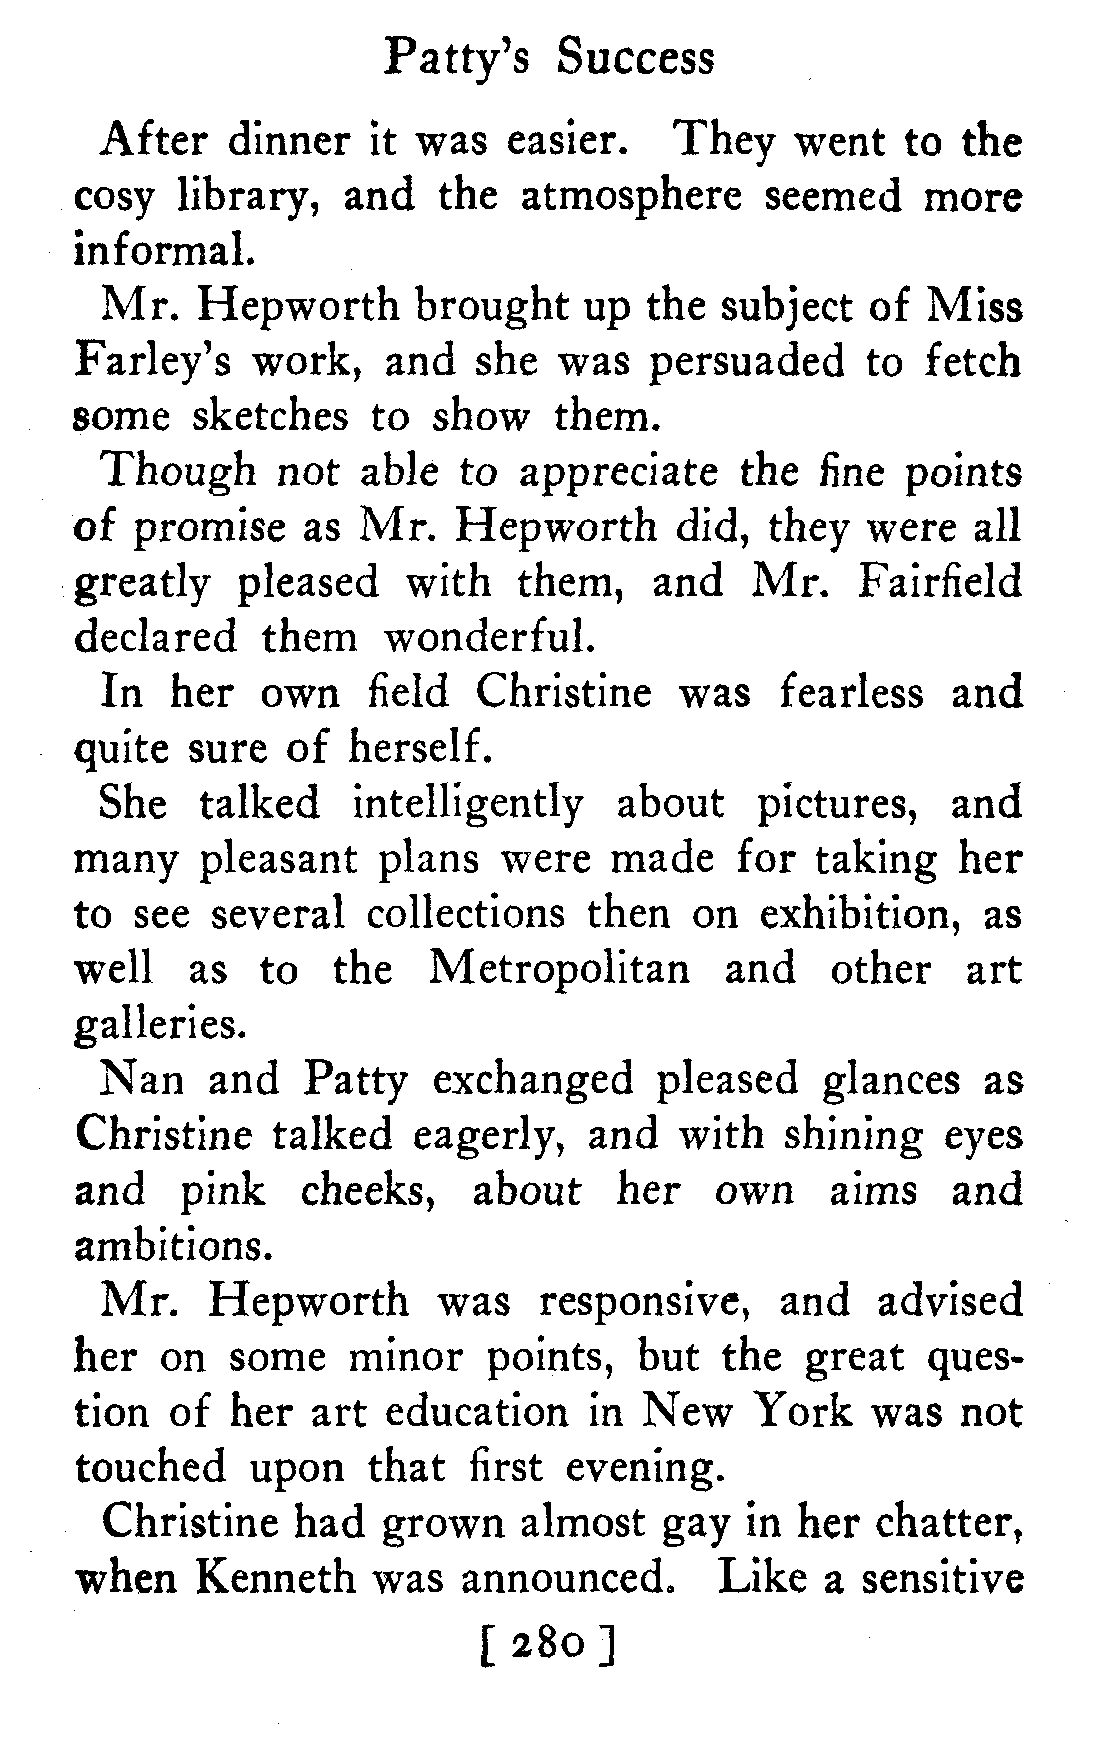 Patty's Success
After dinner it was easier. They went to the
cosy library, and the atmosphere seemed more
informal.
Mr. Hepworth brought up the subject of Miss
Farley's work, and she was persuaded to fetch
some sketches to show them.
Though not able to appreciate the fine points
of promise as Mr. Hepworth did, they were all
greatly pleased with them, and Mr. Fairfield
declared them wonderful.
In her own field Christine was fearless and
quite sure of herself.
She talked intelligently about pictures, and
many pleasant plans were made for taking her
to see several collections then on exhibition, as
well as to the Metropolitan and other art
galleries.
Nan and Patty exchanged pleased glances as
Christine talked eagerly, and with shining eyes
and pink cheeks, about her own aims and
ambitions.
Mr. Hepworth was responsive, and advised
her on some minor points, but the great ques-
tion of her art education in New York was not
touched upon that first evening.
Christine had grown almost gay in her chatter,
when Kenneth was announced. Like a sensitive
[ 280 ]